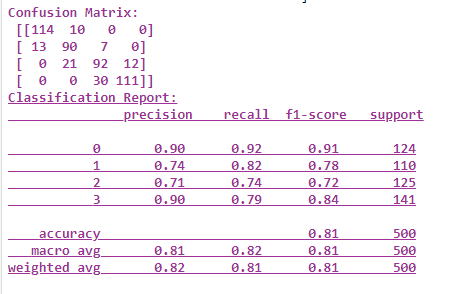 Confusion Matrix:
[[114 10 0 0]
[ 13 90 7 0]
[ 0 21 92 12]
[ 0 0 30 111]]
Classification Report:
precision recall f1-score support
0 0.90 0.92 0.91 124
1 0.74 0.82 0.78 110
2 0.71 0.74 0.72 125
3 0.90 0.79 0.84 141
accuracy 0.81 500
macro avg 0.81 0.82 0.81 500
weighted avg 0.82 0.81 0.81 500